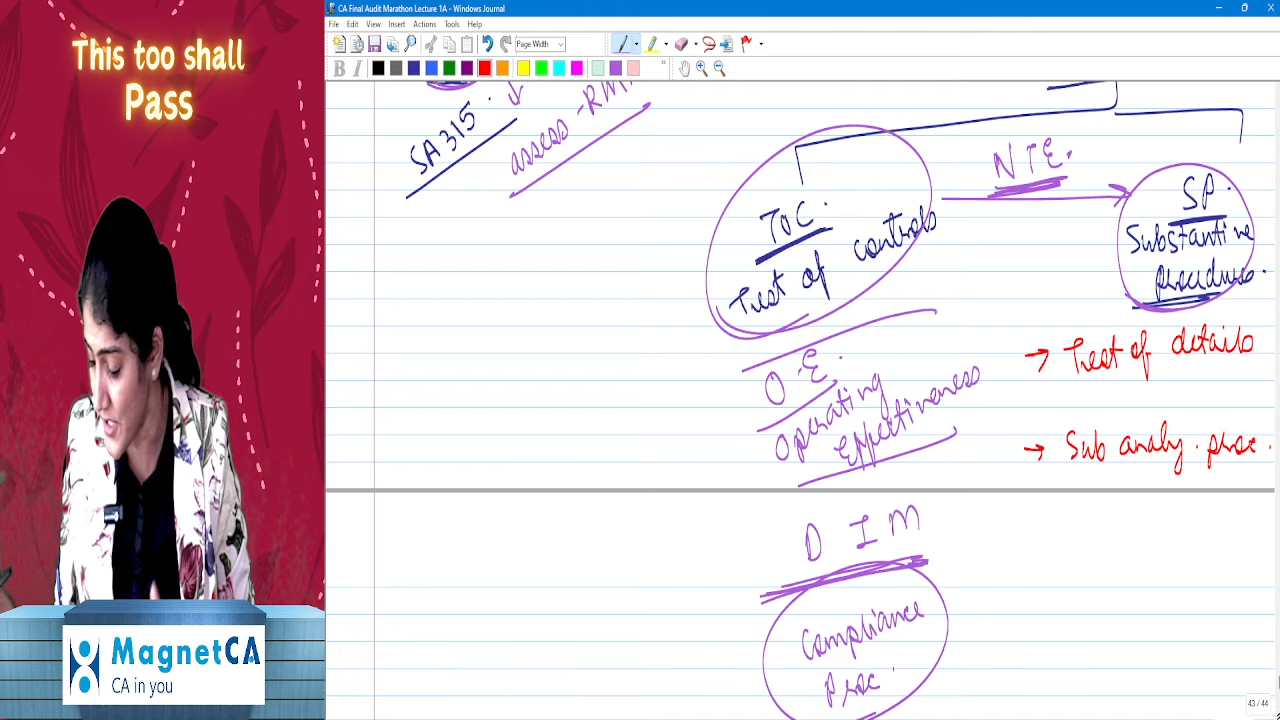 CA Final Audit Marathon Lecture 1A - Windows Journal
File Edit View Insert Actions Tools Help
Page Width
B I
This too shall
Pass
SA 315.
assess -RM
NTE.
TOC.
Test of controls
SP.
Substantive
procedures.
O.E.
Operating
Effectiveness
→ Test of details
→ Sub analy. proc.
D I M
Compliance
proc
MagnetCA
CA in you
43 / 44